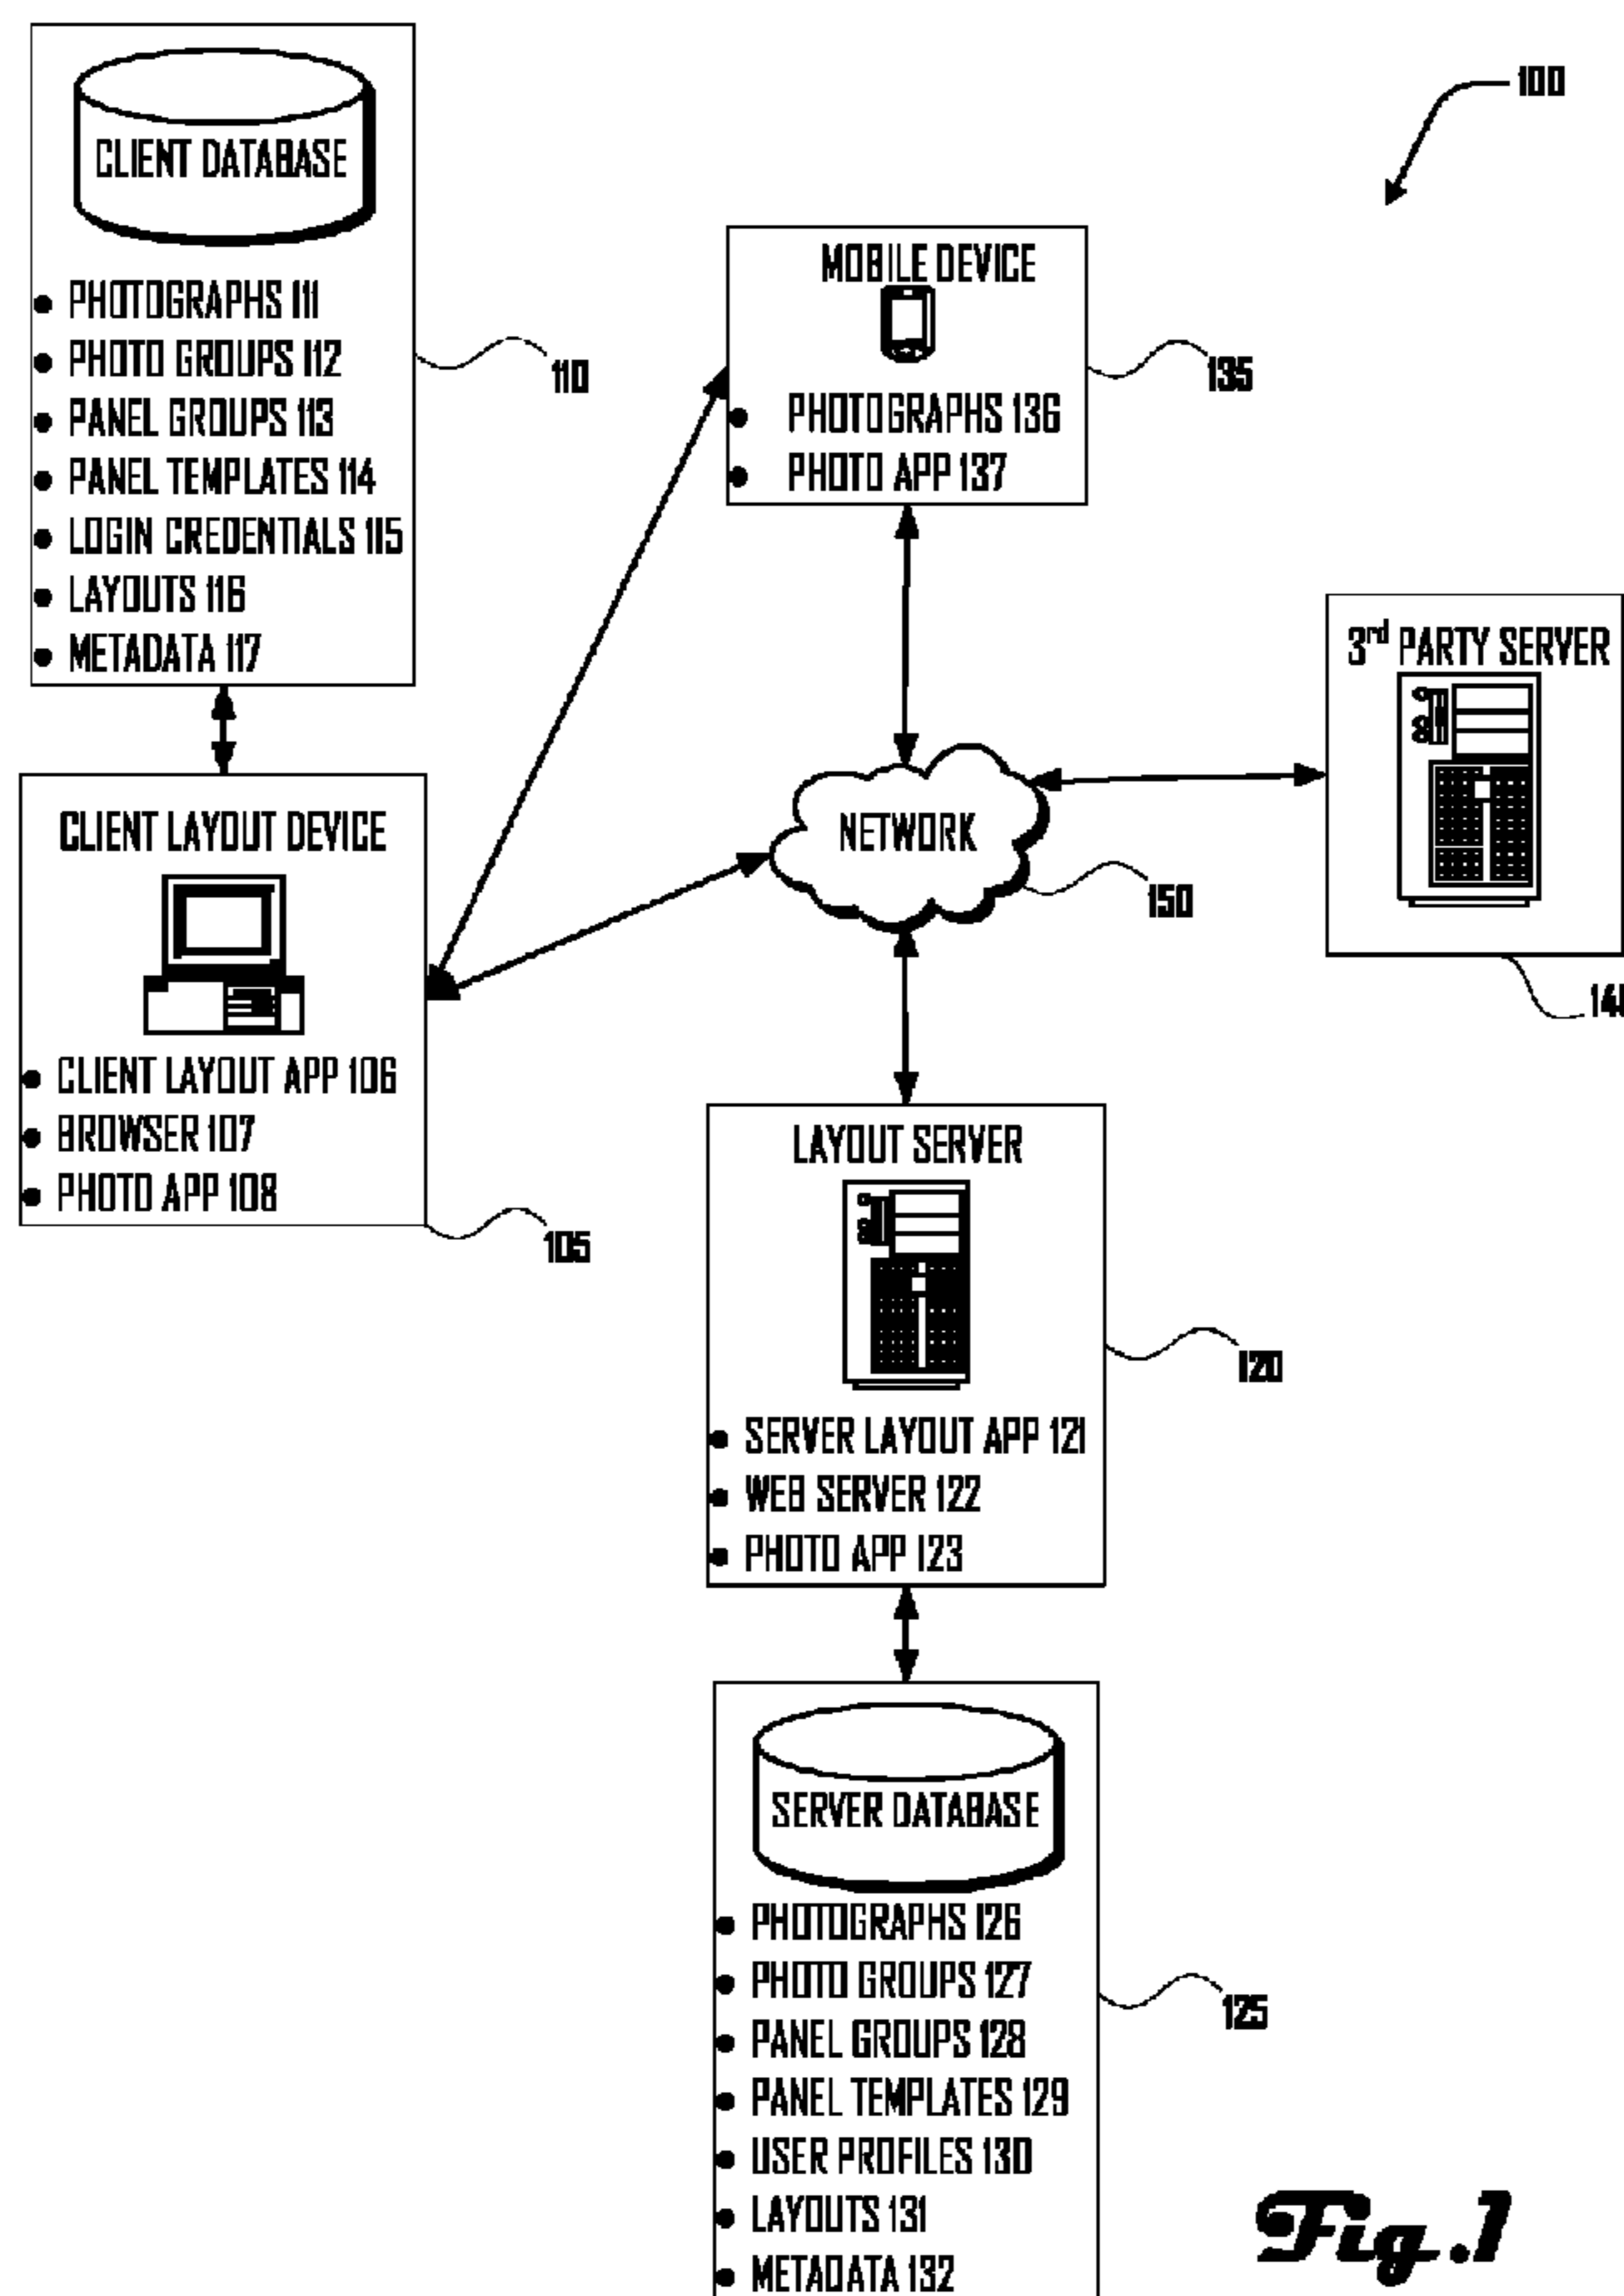 100
CLIENT DATABASE
• PHOTOGRAPHS 111
• PHOTO GROUPS 112
• PANEL GROUPS 113
• PANEL TEMPLATES 114
• LOGIN CREDENTIALS 115
• LAYOUTS 116
• METADATA 117
110
MOBILE DEVICE
• PHOTOGRAPHS 136
• PHOTO APP 137
135
3rd PARTY SERVER
CLIENT LAYOUT DEVICE
• CLIENT LAYOUT APP 106
• BROWSER 107
• PHOTO APP 108
105
NETWORK
150
LAYOUT SERVER
• SERVER LAYOUT APP 121
• WEB SERVER 122
• PHOTO APP 123
120
SERVER DATABASE
• PHOTOGRAPHS 126
• PHOTO GROUPS 127
• PANEL GROUPS 128
• PANEL TEMPLATES 129
• USER PROFILES 130
• LAYOUTS 131
• METADATA 132
125
Fig.1